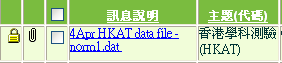 訊息說明 主題(代碼)
4Apr HKAT data file - 香港學科測驗
norm1.dat (HKAT)